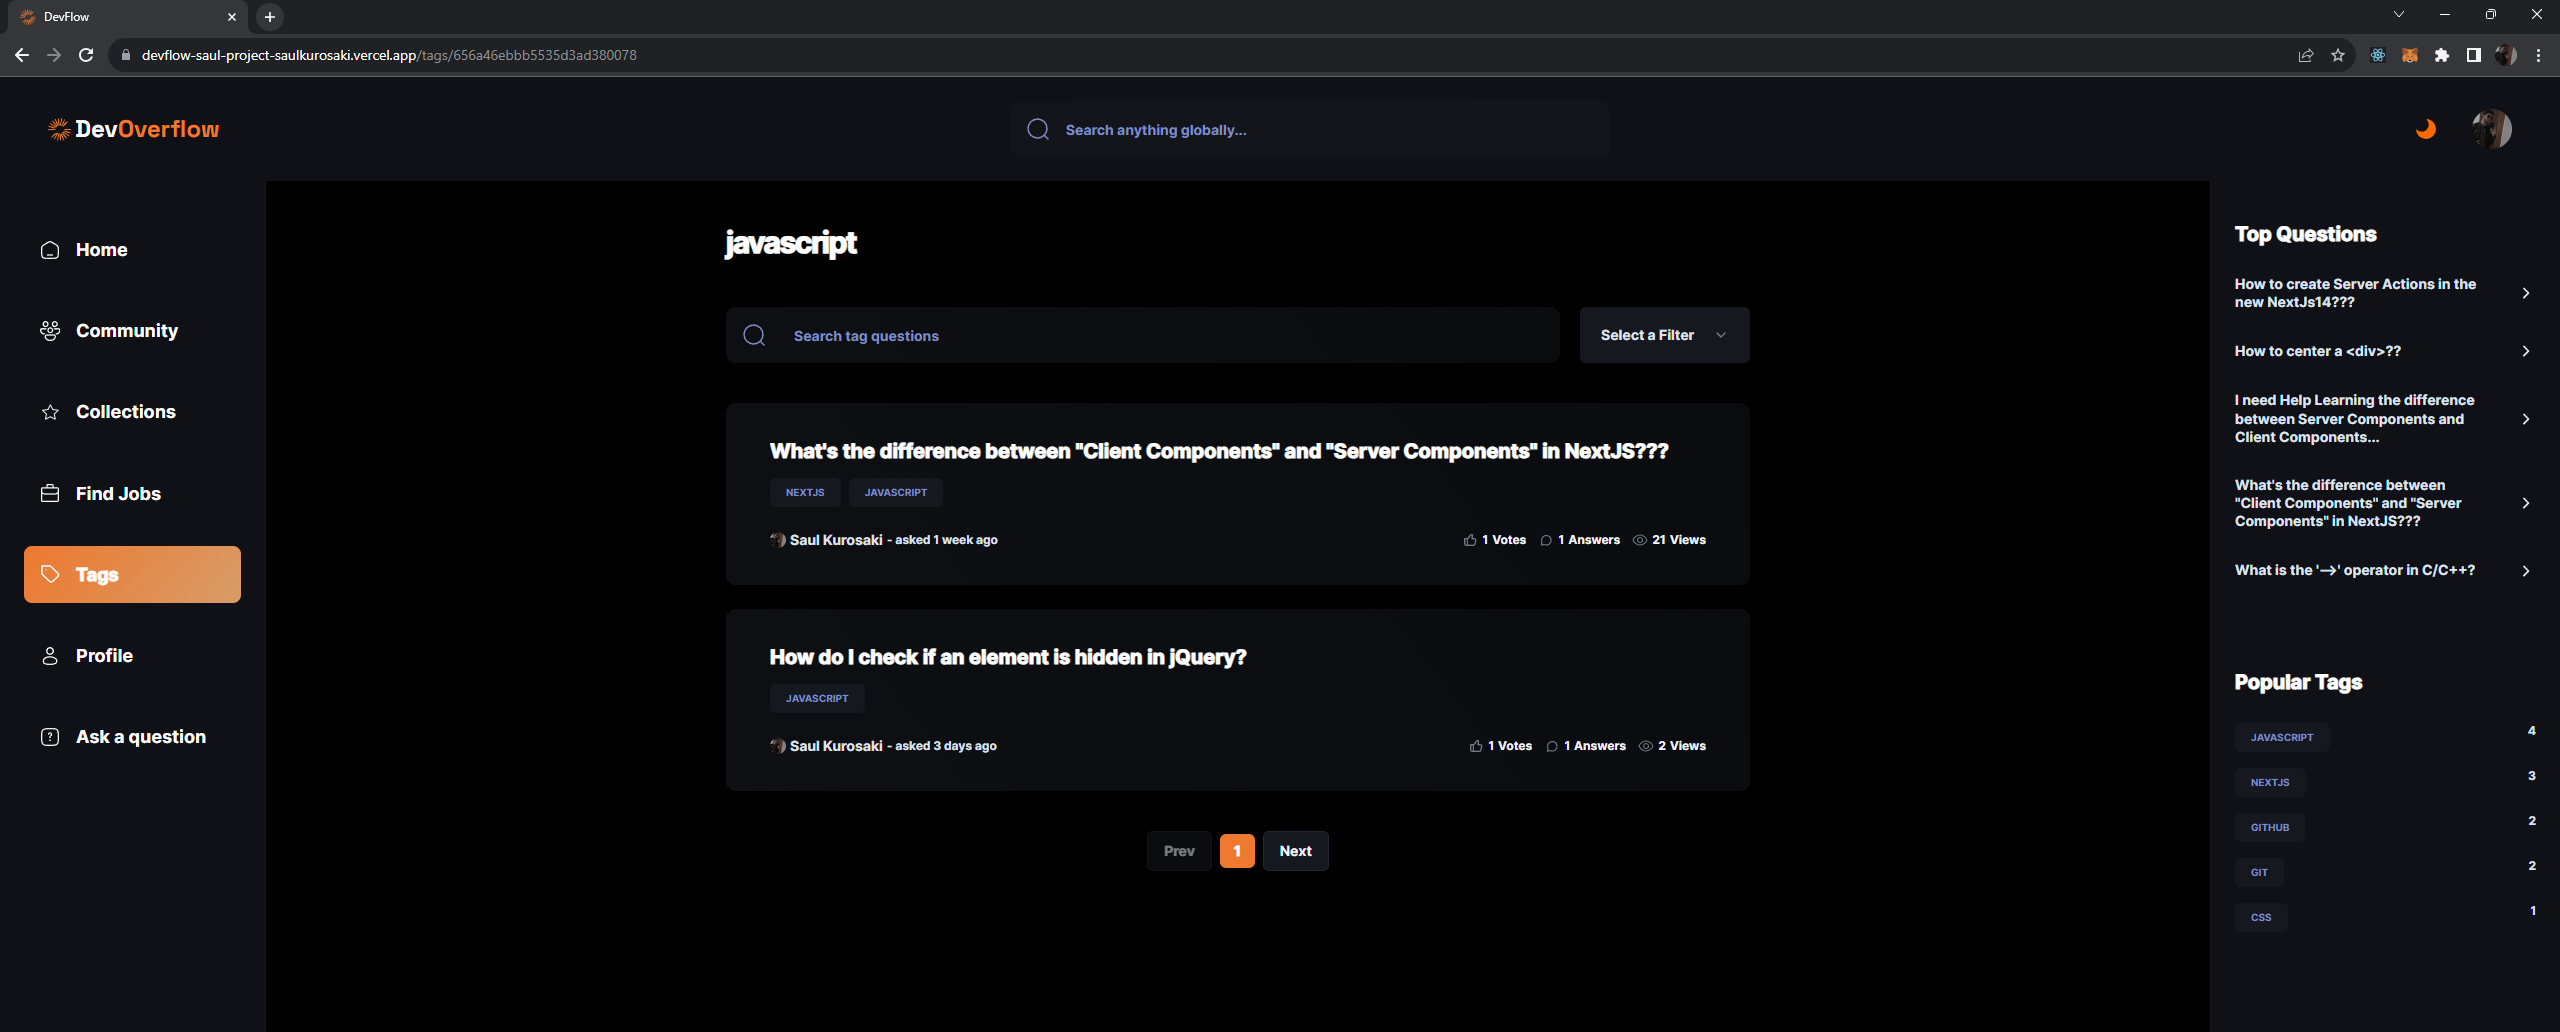 DevFlow
devflow-saul-project-saulkurosaki.vercel.app/tags/656a46ebbb5535d3ad380078
DevOverflow
Search anything globally...
Home
Community
Collections
Find Jobs
Tags
Profile
Ask a question
javascript
Search tag questions
Select a Filter
What's the difference between "Client Components" and "Server Components" in NextJS???
NEXTJS JAVASCRIPT
Saul Kurosaki - asked 1 week ago 1 Votes 1 Answers 21 Views
How do I check if an element is hidden in jQuery?
JAVASCRIPT
Saul Kurosaki - asked 3 days ago 1 Votes 1 Answers 2 Views
Prev 1 Next
Top Questions
How to create Server Actions in the
new NextJs14???
How to center a <div>??
I need Help Learning the difference
between Server Components and
Client Components...
What's the difference between
"Client Components" and "Server
Components" in NextJS???
What is the '-->' operator in C/C++?
Popular Tags
JAVASCRIPT 4
NEXTJS 3
GITHUB 2
GIT 2
CSS 1